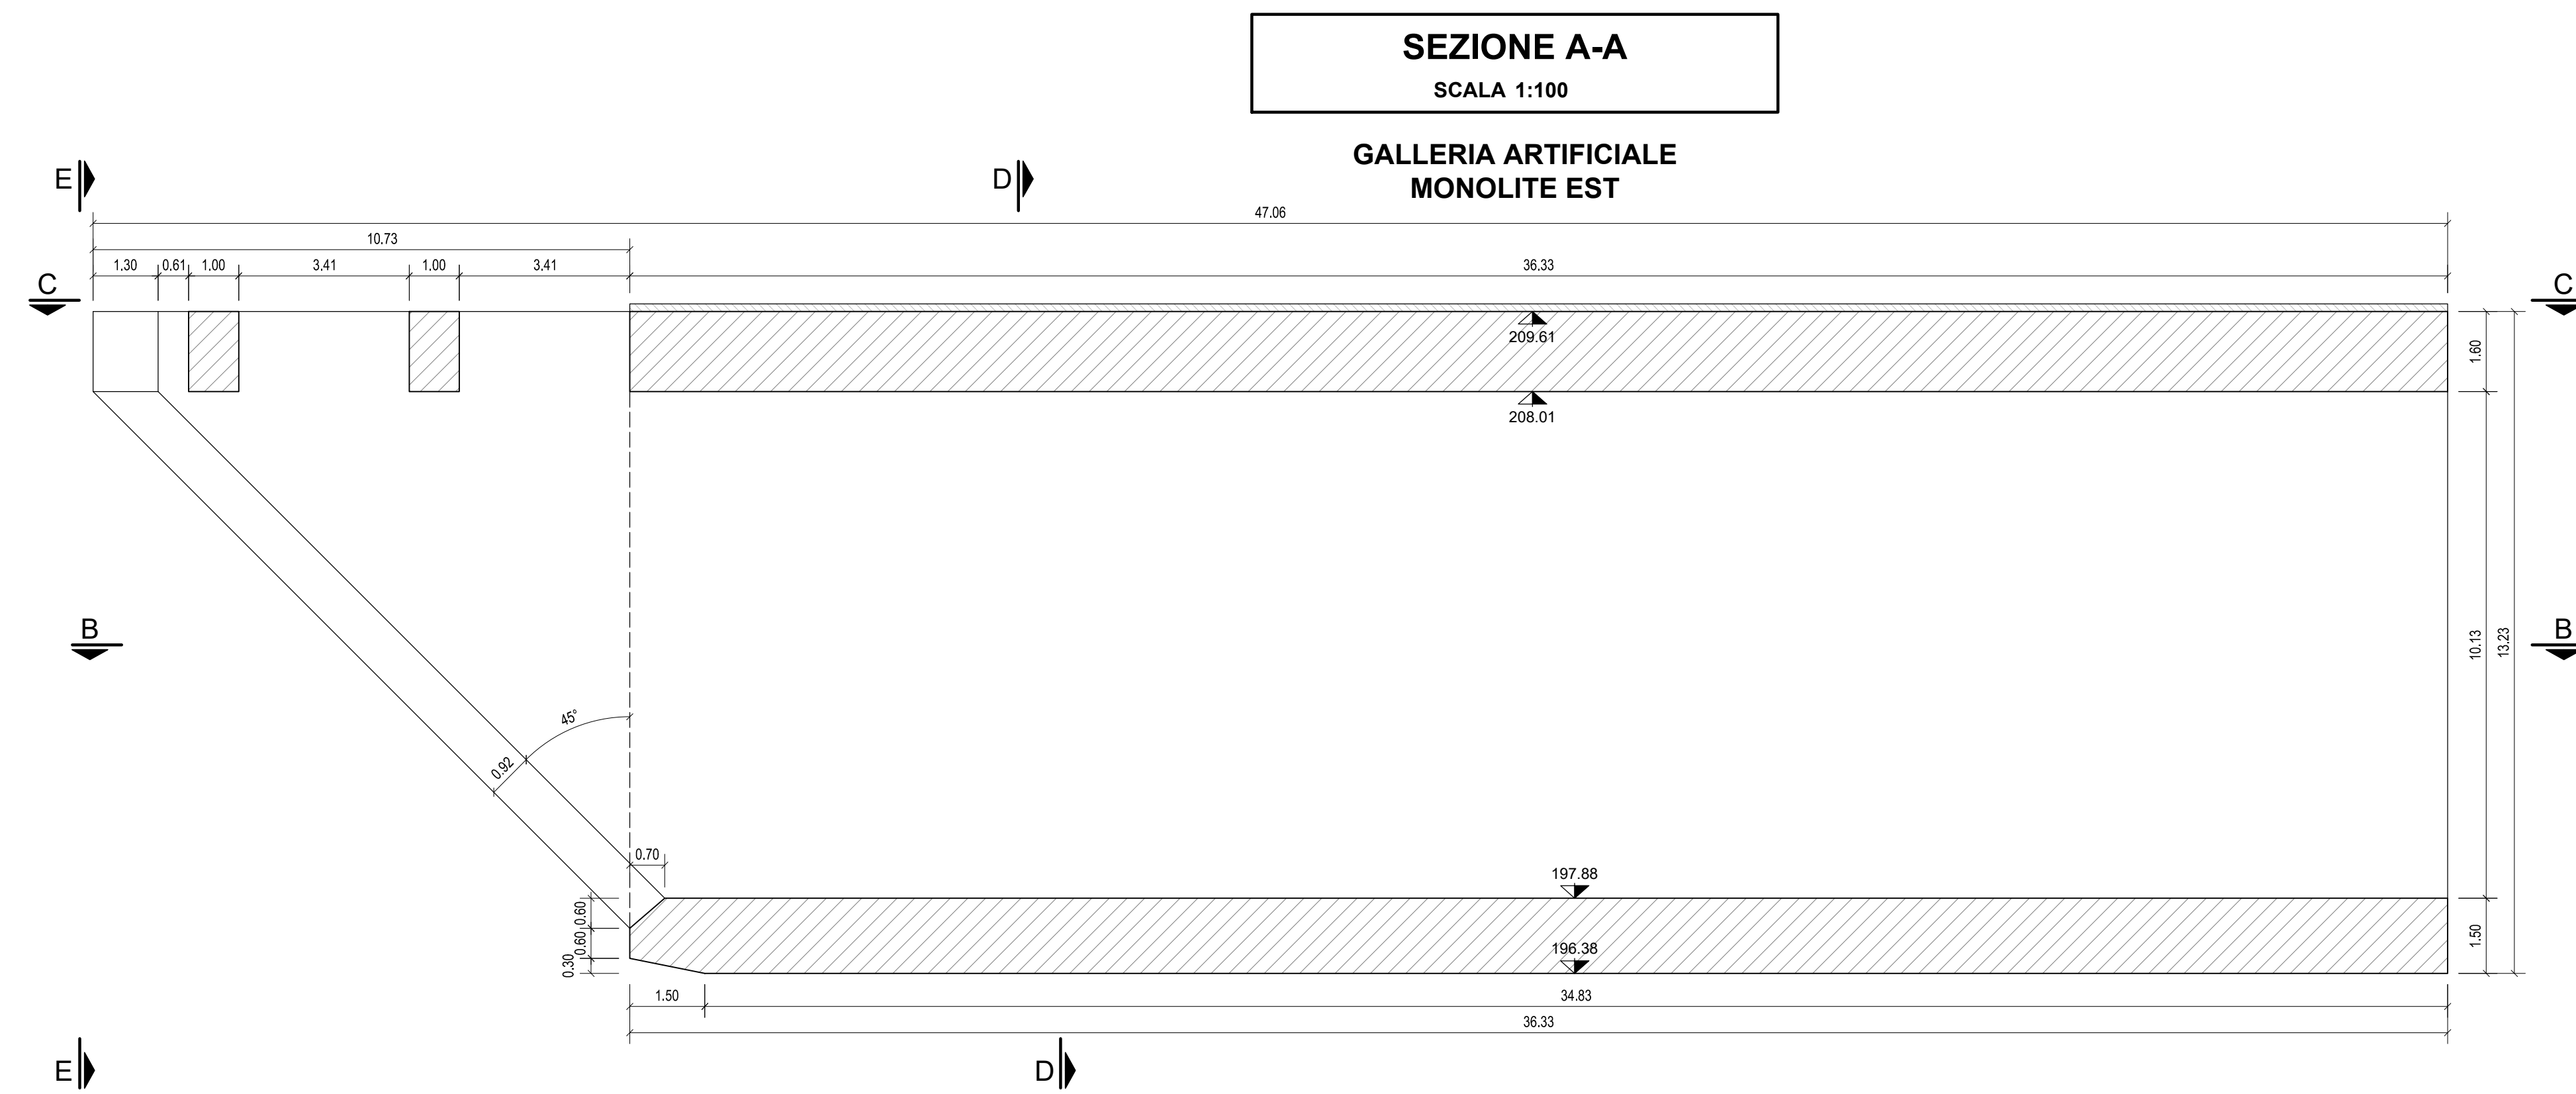 SEZIONE A-A
SCALA 1:100
GALLERIA ARTIFICIALE
MONOLITE EST
E
D
47.06
10.73
1.30
0.61
1.00
3.41
1.00
3.41
36.33
C
C
209.61
1.60
208.01
B
B
10.13
13.23
45°
0.92
0.70
197.88
0.60
0.60
0.30
196.38
1.50
1.50
34.83
36.33
E
D